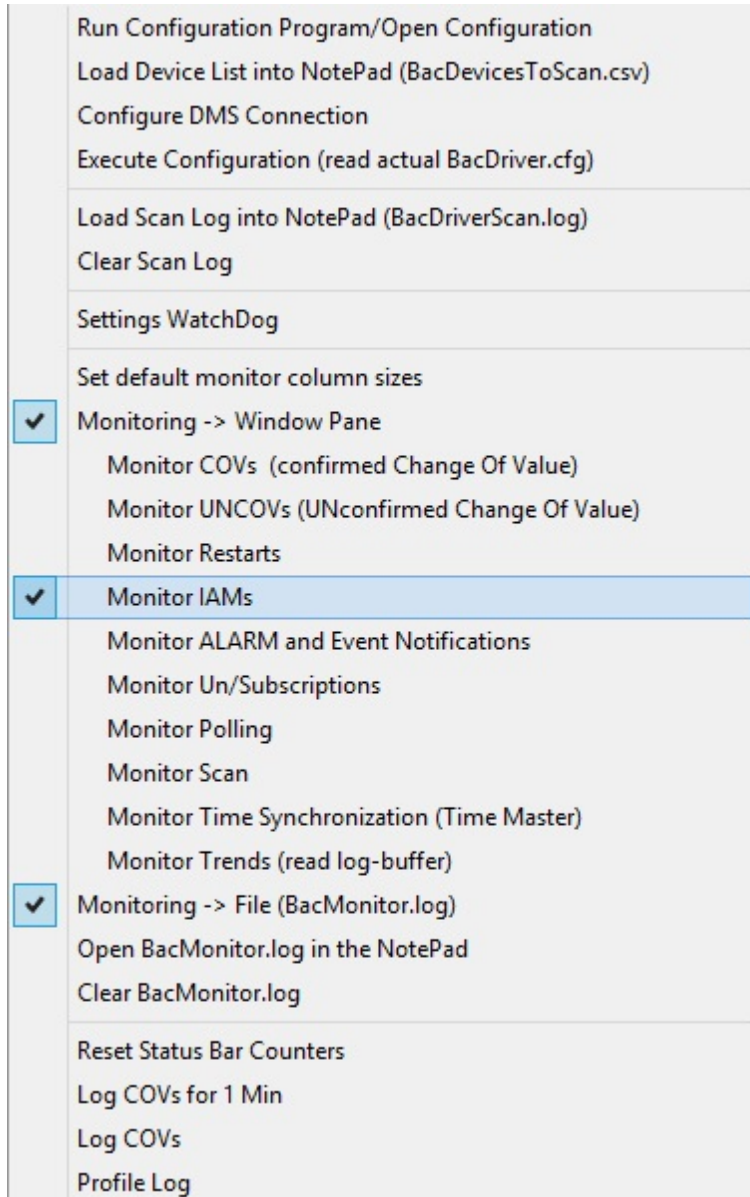 Run Configuration Program/Open Configuration
Load Device List into NotePad (BacDevicesToScan.csv)
Configure DMS Connection
Execute Configuration (read actual BacDriver.cfg)
Load Scan Log into NotePad (BacDriverScan.log)
Clear Scan Log
Settings WatchDog
Set default monitor column sizes
Monitoring -> Window Pane
Monitor COVs  (confirmed Change Of Value)
Monitor UNCOVs (UNconfirmed Change Of Value)
Monitor Restarts
Monitor IAMs
Monitor ALARM and Event Notifications
Monitor Un/Subscriptions
Monitor Polling
Monitor Scan
Monitor Time Synchronization (Time Master)
Monitor Trends (read log-buffer)
Monitoring -> File (BacMonitor.log)
Open BacMonitor.log in the NotePad
Clear BacMonitor.log
Reset Status Bar Counters
Log COVs for 1 Min
Log COVs
Profile Log